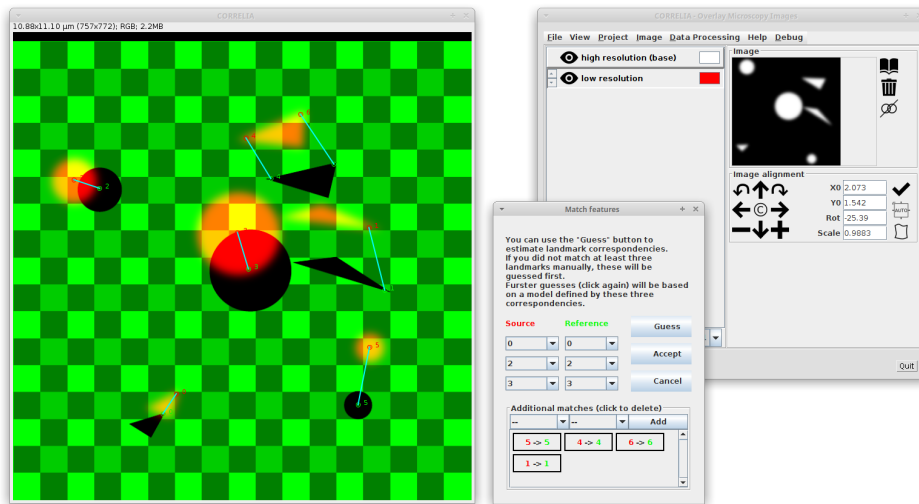 CORRELIA
10.88x11.10 µm (757x772); RGB; 2.2MB
2
3
5
5
CORRELIA - Overlay Microscopy Images
File View Project Image Data Processing Help Debug
high resolution (base)
low resolution
Image
Image alignment
X0 2.073
Y0 1.542
Rot -25.39
Scale 0.9883
AUTO
C
Quit
Match features
You can use the "Guess" button to
estimate landmark correspondencies.
If you did not match at least three
landmarks manually, these will be
guessed first.
Furster guesses (click again) will be based
on a model defined by these three
correspondencies.
Source Reference
Guess
0 0
Accept
2 2
Cancel
3 3
Additional matches (click to delete)
-- -- Add
5 -> 5 4 -> 4 6 -> 6
1 -> 1